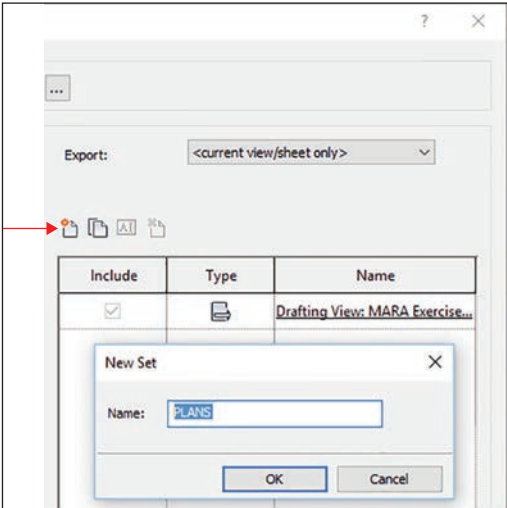 ?
...
Export: <current view/sheet only>
Include Type Name
Drafting View: MARA Exercise...
New Set
Name: PLANS
OK Cancel